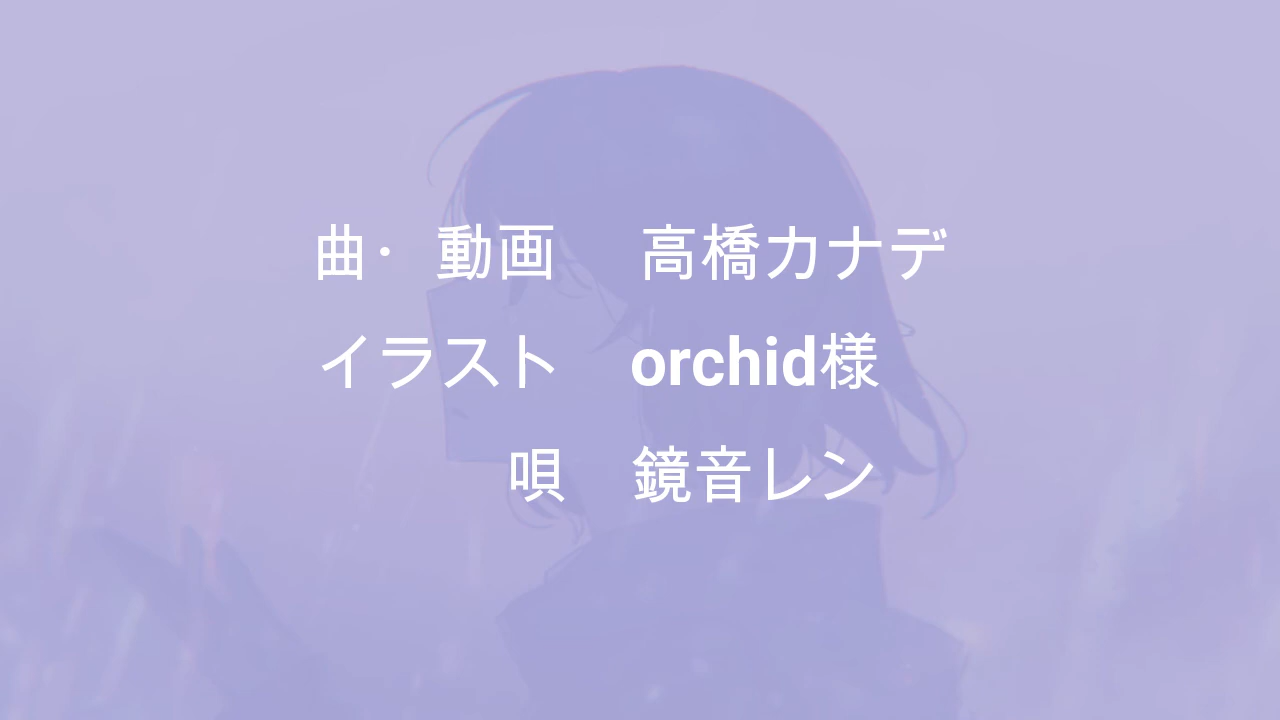 曲・動画　高橋カナデ
イラスト　orchid様
唄　鏡音レン